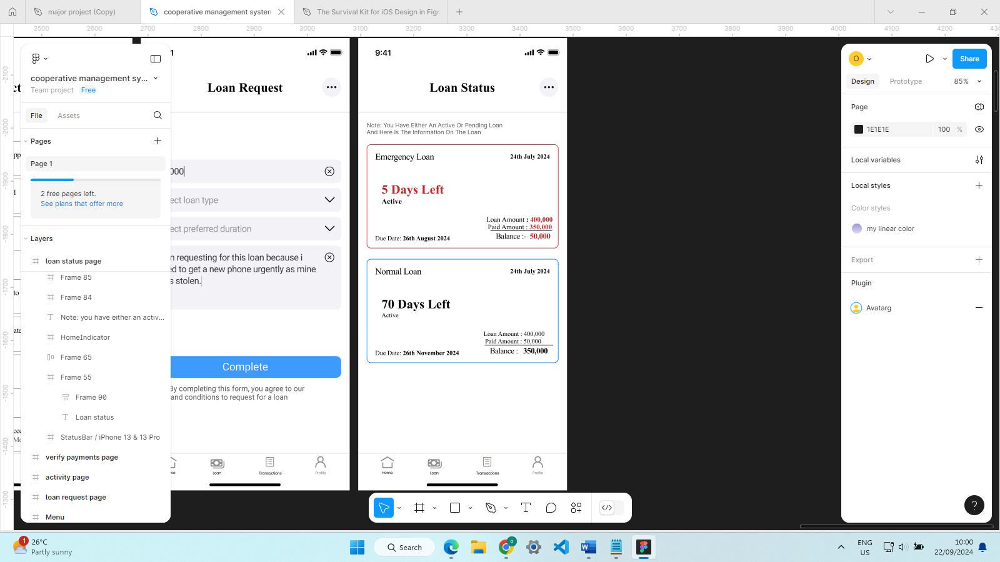 major project (Copy)
cooperative management system
The Survival Kit for iOS Design in Fig
2500 2600 2700 2800 2900 3000 3100 3200 3300 3400 3500 3600 3700 3800 3900 4000 4100 4200
-2100
-2000
-1900
-1800
-1700
-1600
-1500
-1400
-1300
cooperative management sy...
Team project Free
File Assets
Pages
Page 1
2 free pages left.
See plans that offer more
Layers
loan status page
Frame 85
Frame 84
Note: you have either an activ...
HomeIndicator
Frame 65
Frame 55
Frame 90
Loan status
StatusBar / iPhone 13 & 13 Pro
verify payments page
activity page
loan request page
Menu
Loan Request
000
ect loan type
ect preferred duration
requesting for this loan because i
d to get a new phone urgently as mine
s stolen.
Complete
By completing this form, you agree to our
and conditions to request for a loan
Loan
Transactions
Profile
9:41
Loan Status
Note: You Have Either An Active Or Pending Loan
And Here Is The Information On The Loan
Emergency Loan 24th July 2024
5 Days Left
Active
Loan Amount : 400,000
Paid Amount : 350,000
Balance :- 50,000
Due Date: 26th August 2024
Normal Loan 24th July 2024
70 Days Left
Active
Loan Amount : 400,000
Paid Amount : 50,000
Balance : 350,000
Due Date: 26th November 2024
Home
Loan
Transactions
Profile
O
Share
Design Prototype 85%
Page
1E1E1E 100 %
Local variables
Local styles
Color styles
my linear color
Export
Plugin
Avatarg
?
1
26°C
Partly sunny
Search
ENG
US
10:00
22/09/2024